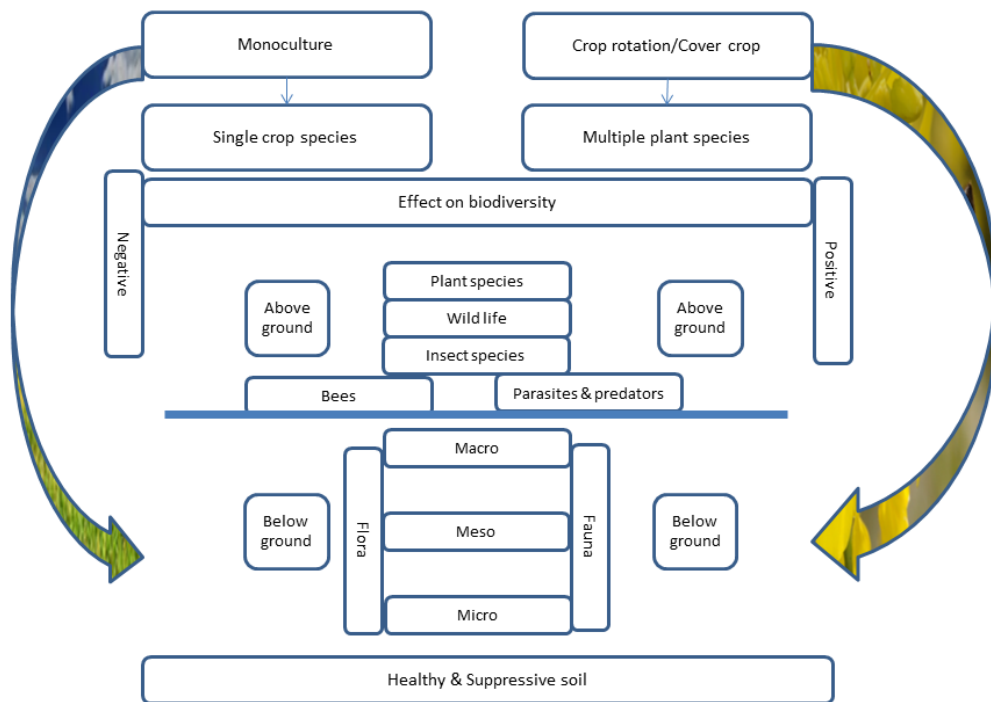 Monoculture
Crop rotation/Cover crop
Single crop species
Multiple plant species
Effect on biodiversity
Negative
Positive
Plant species
Above
ground
Wild life
Above
ground
Insect species
Bees
Parasites & predators
Macro
Flora
Fauna
Below
ground
Meso
Below
ground
Micro
Healthy & Suppressive soil